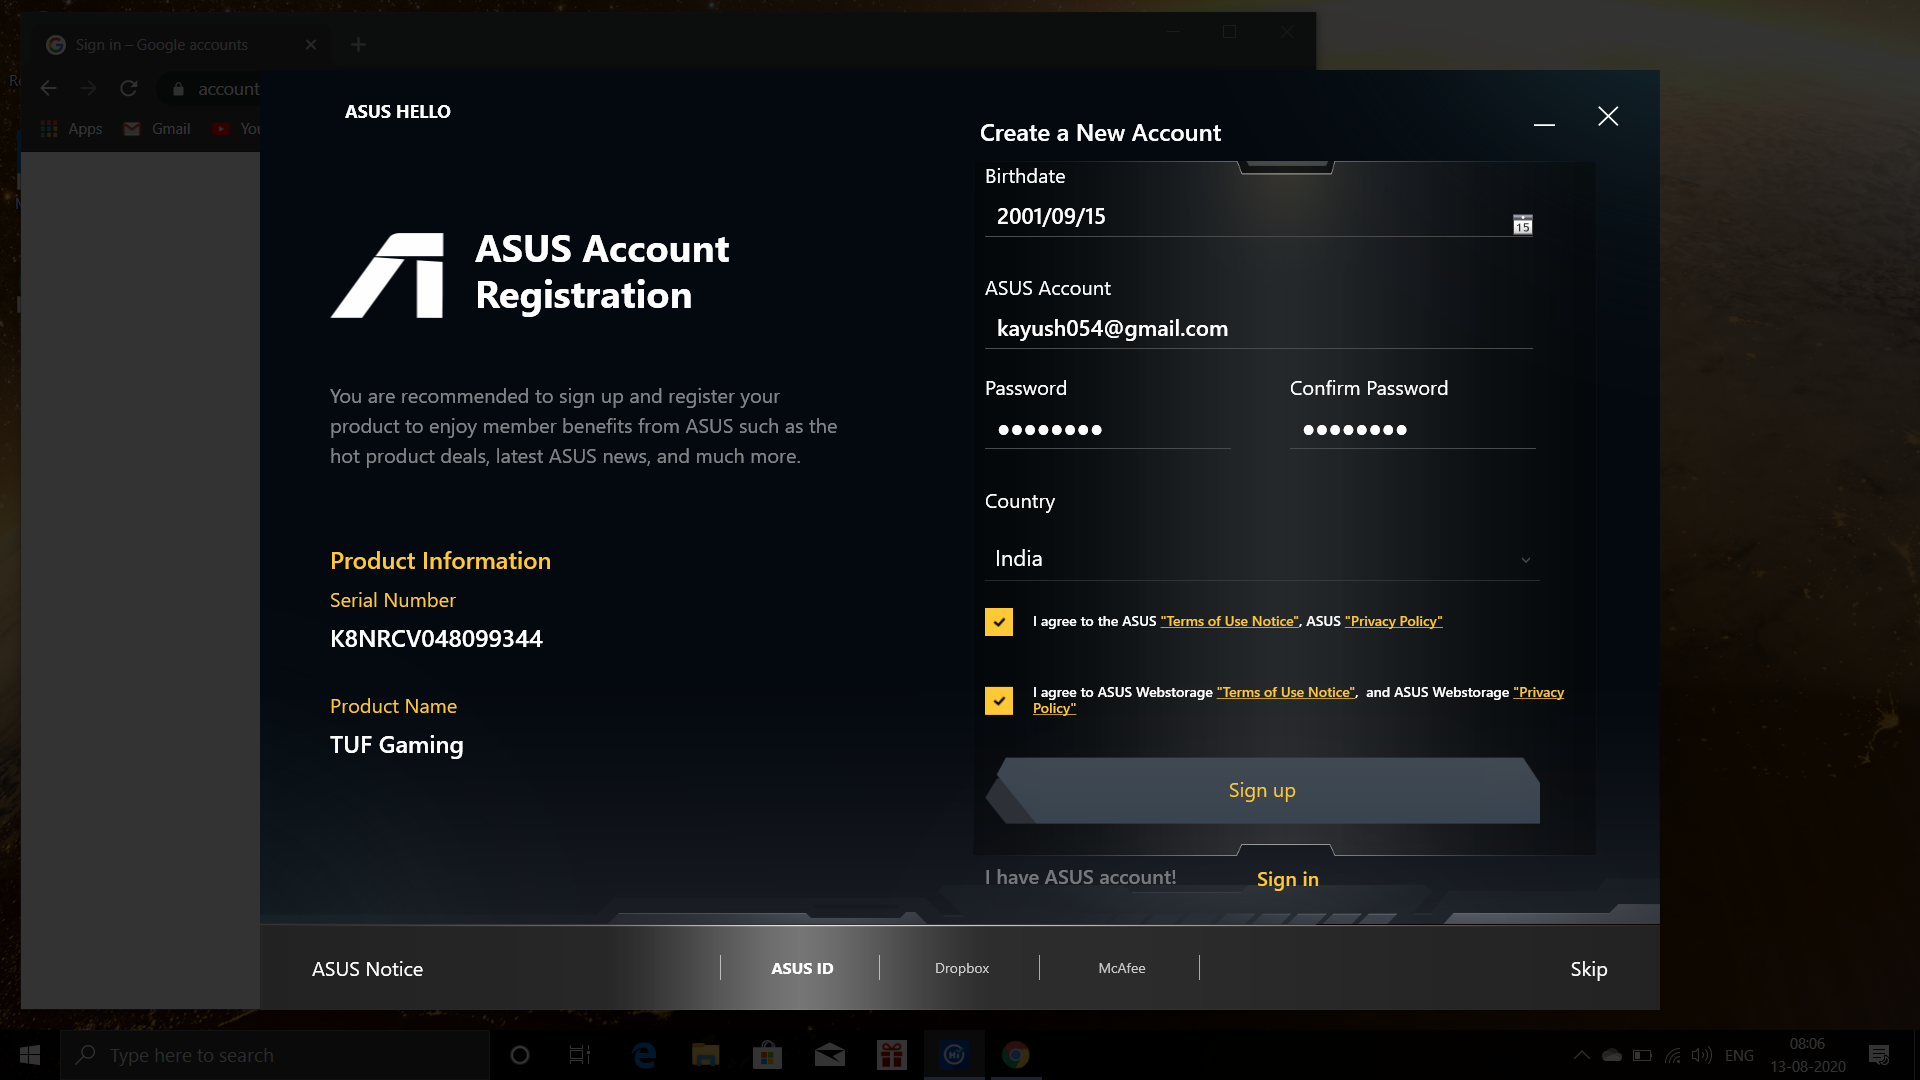 Sign in – Google accounts
account
Apps
Gmail
You
ASUS HELLO
ASUS Account
Registration
You are recommended to sign up and register your
product to enjoy member benefits from ASUS such as the
hot product deals, latest ASUS news, and much more.
Product Information
Serial Number
K8NRCV048099344
Product Name
TUF Gaming
Create a New Account
Birthdate
2001/09/15
15
ASUS Account
kayush054@gmail.com
Password
Confirm Password
Country
India
I agree to the ASUS "Terms of Use Notice", ASUS "Privacy Policy"
I agree to ASUS Webstorage "Terms of Use Notice",  and ASUS Webstorage "Privacy
Policy"
Sign up
I have ASUS account!
Sign in
ASUS Notice
ASUS ID
Dropbox
McAfee
Skip
Type here to search
ENG
08:06
13-08-2020